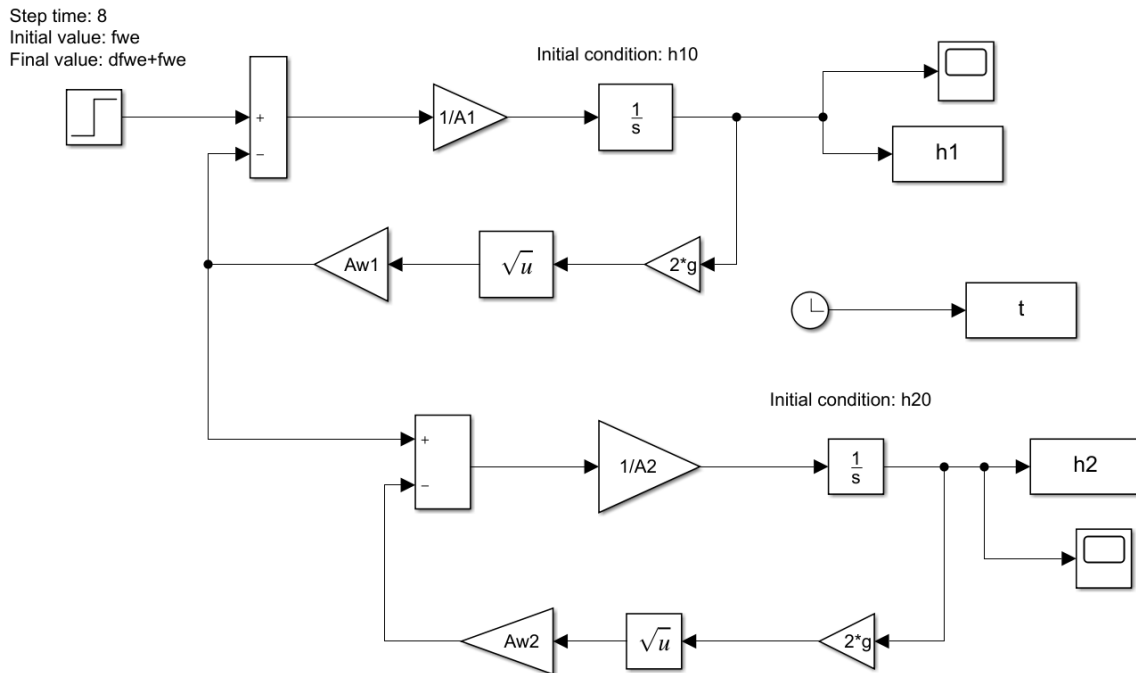 Step time: 8
Initial value: fwe
Final value: dfwe+fwe
Initial condition: h10
+
−
1/A1
1
s
h1
Aw1
√u
2*g
t
Initial condition: h20
+
−
1/A2
1
s
h2
Aw2
√u
2*g